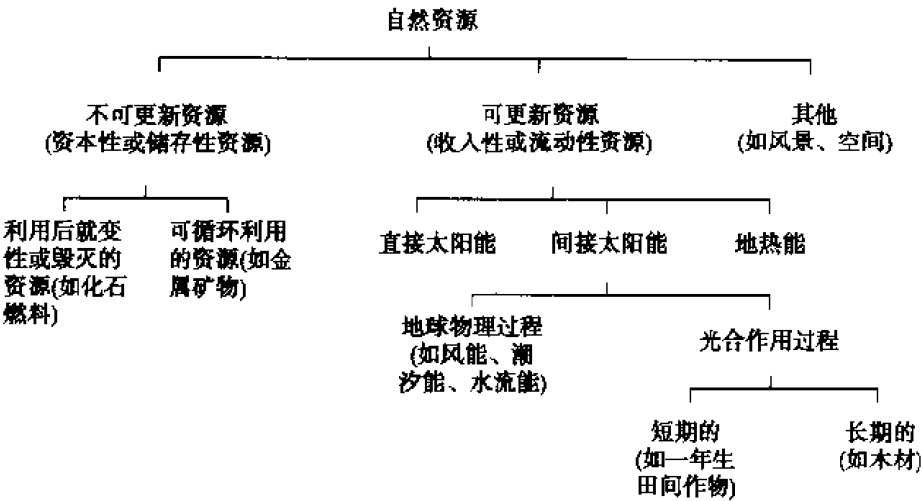 自然资源
不可更新资源
(资本性或储存性资源)
可更新资源
(收入性或流动性资源)
其他
(如风景、空间)
利用后就变
性或毁灭的
资源(如化石
燃料)
可循环利用
的资源(如金
属矿物)
直接太阳能
间接太阳能
地热能
地球物理过程
(如风能、潮
汐能、水流能)
光合作用过程
短期的
(如一年生
田间作物)
长期的
(如木材)